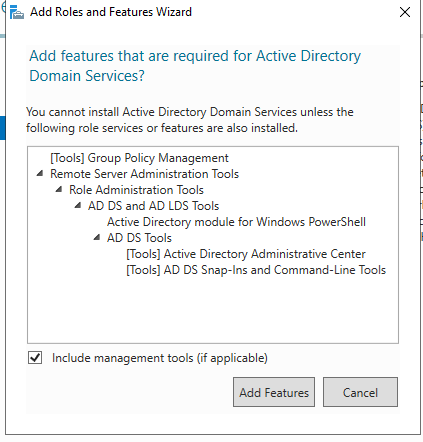 Add Roles and Features Wizard
Add features that are required for Active Directory
Domain Services?
You cannot install Active Directory Domain Services unless the
following role services or features are also installed.
[Tools] Group Policy Management
Remote Server Administration Tools
Role Administration Tools
AD DS and AD LDS Tools
Active Directory module for Windows PowerShell
AD DS Tools
[Tools] Active Directory Administrative Center
[Tools] AD DS Snap-Ins and Command-Line Tools
Include management tools (if applicable)
Add Features
Cancel